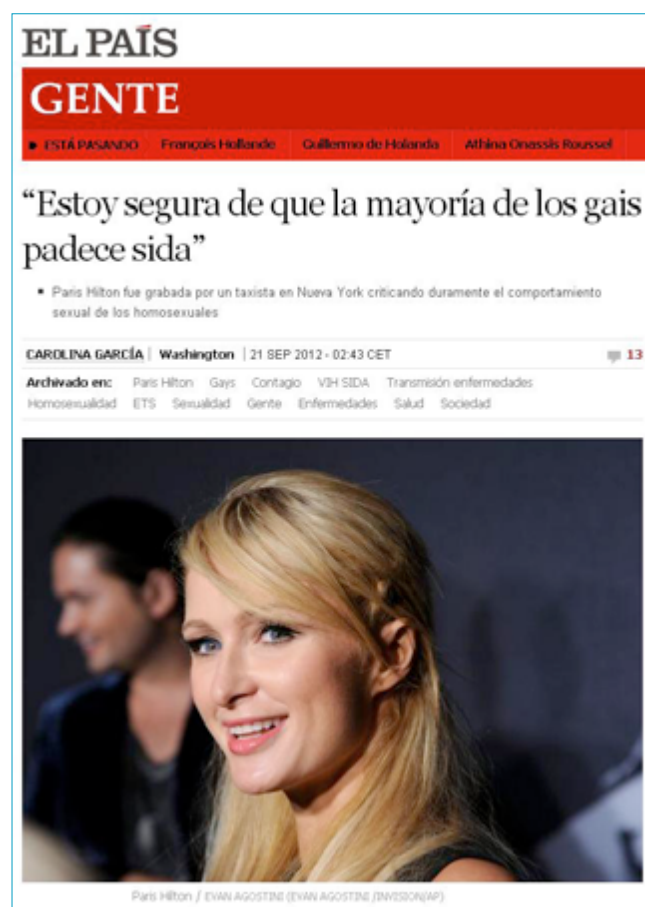 EL PAÍS
GENTE
ESTÁ PASANDO François Hollande Guillermo de Holanda Athina Onassis Roussel
“Estoy segura de que la mayoría de los gais
padece sida”
Paris Hilton fue grabada por un taxista en Nueva York criticando duramente el comportamiento
sexual de los homosexuales
CAROLINA GARCÍA | Washington | 21 SEP 2012 - 02:43 CET 13
Archivado en: Paris Hilton Gays Contagio VIH SIDA Transmisión enfermedades
Homosexualidad ETS Sexualidad Gente Enfermedades Salud Sociedad
Paris Hilton / EVAN AGOSTINI (EVAN AGOSTINI /INVISION/AP)